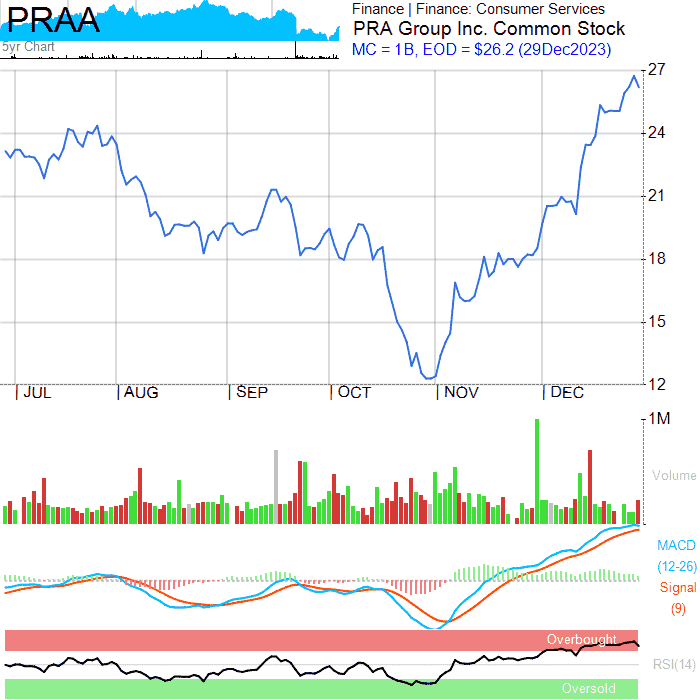 PRAA
5yr Chart
Finance | Finance: Consumer Services
PRA Group Inc. Common Stock
MC = 1B, EOD = $26.2 (29Dec2023)
27
24
21
18
15
12
JUL AUG SEP OCT NOV DEC
1M
Volume
MACD
(12-26)
Signal
(9)
Overbought
RSI(14)
Oversold